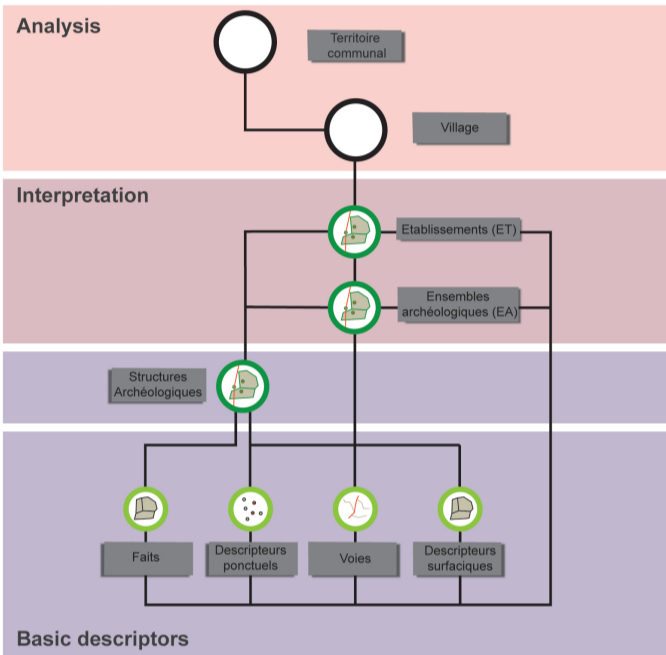 Analysis
Territoire
communal
Village
Interpretation
Etablissements (ET)
Ensembles
archéologiques (EA)
Structures
Archéologiques
Faits
Descripteurs
ponctuels
Voies
Descripteurs
surfaciques
Basic descriptors